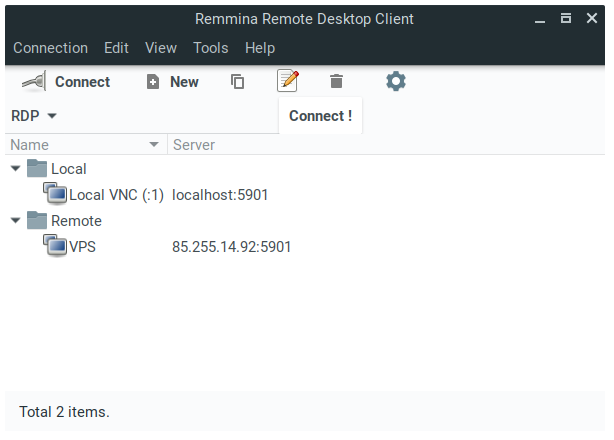 Remmina Remote Desktop Client
Connection Edit View Tools Help
Connect New
RDP Connect !
Name Server
Local
Local VNC (:1) localhost:5901
Remote
VPS 85.255.14.92:5901
Total 2 items.